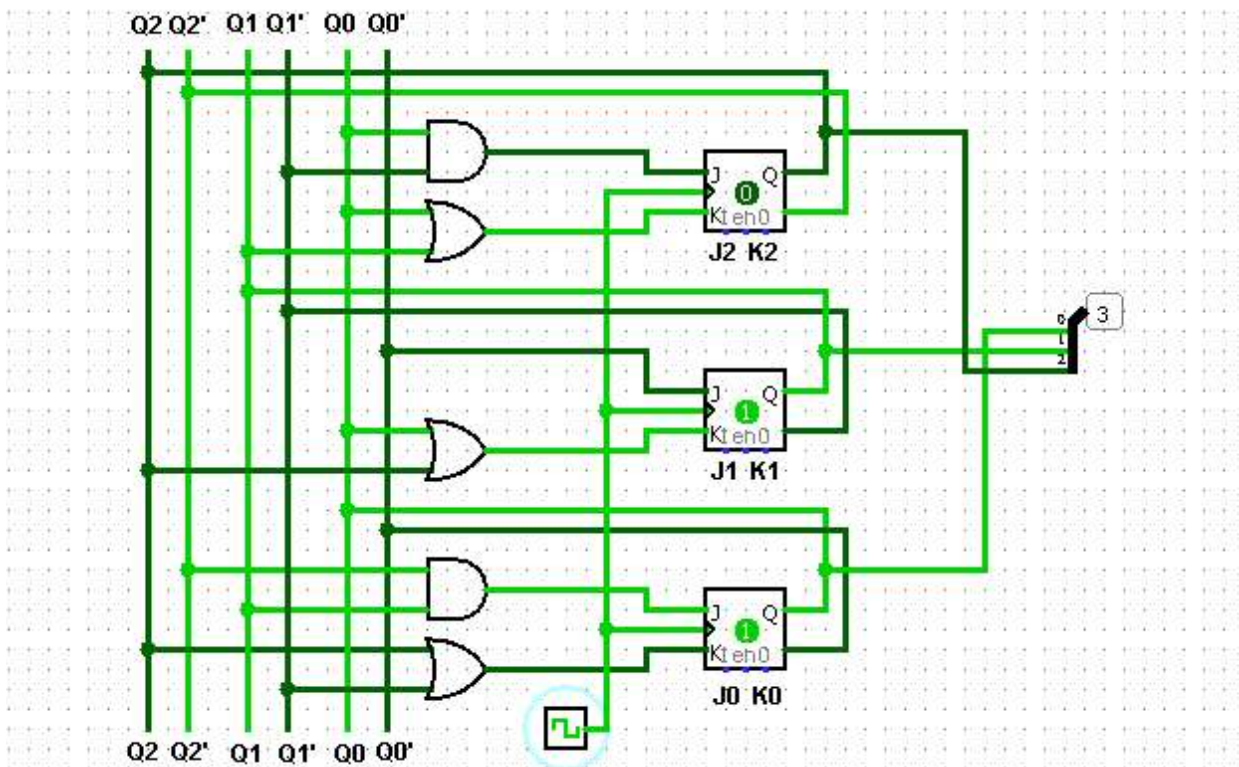 Q2 Q2' Q1 Q1' Q0 Q0'
J Q
0
K t en 0
J2 K2
0
3
1
2
J Q
1
K t en 0
J1 K1
J Q
1
K t en 0
J0 K0
Q2 Q2' Q1 Q1' Q0 Q0'